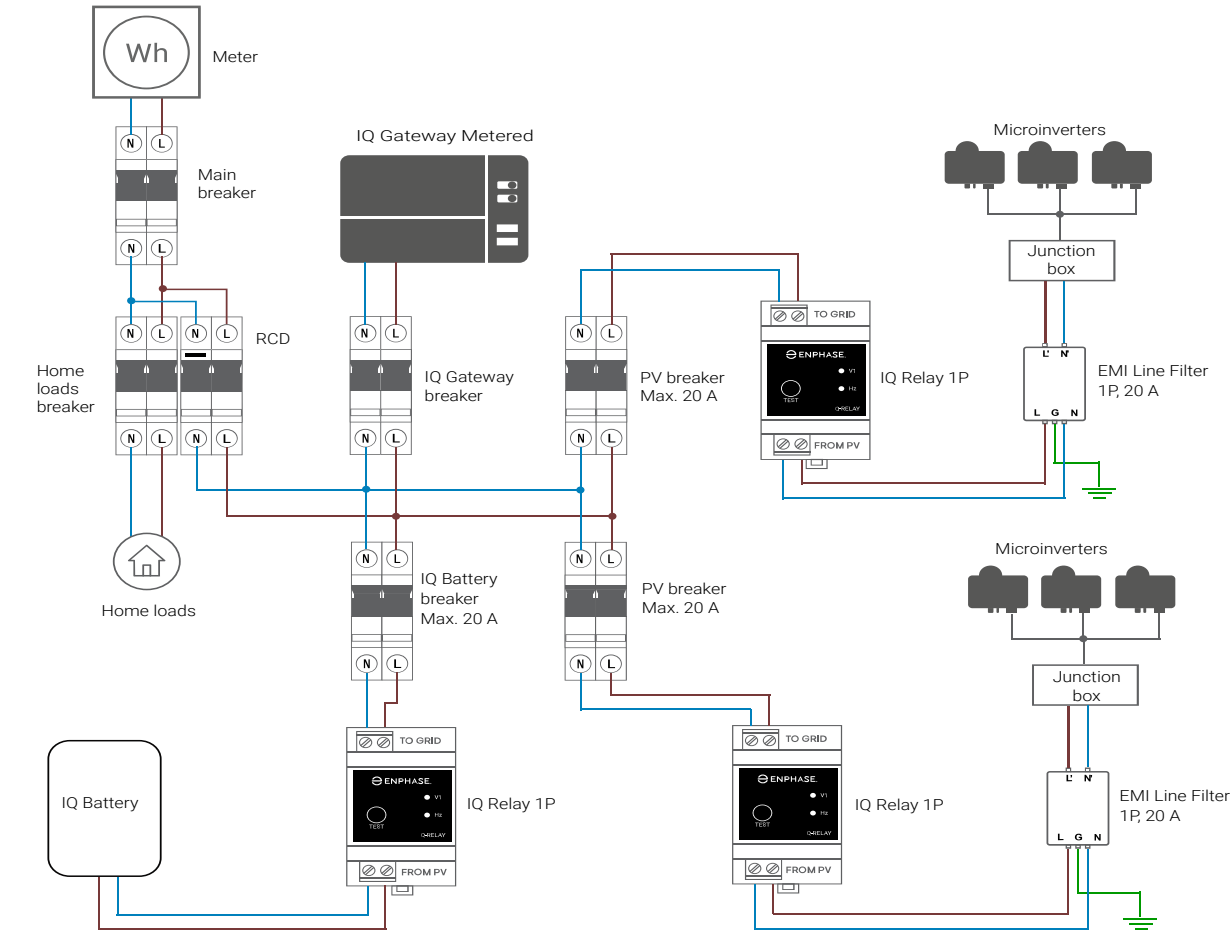 Wh
Meter
N L
Main
breaker
N L
IQ Gateway Metered
Microinverters
Junction
box
N L N L
RCD
Home
loads
breaker
N L N L
N L
IQ Gateway
breaker
N L
N L
PV breaker
Max. 20 A
N L
TO GRID
ENPHASE.
V1
Hz
TEST
Q-RELAY
FROM PV
IQ Relay 1P
L' N'
EMI Line Filter
1P, 20 A
L G N
Home loads
N L
IQ Battery
breaker
Max. 20 A
N L
N L
PV breaker
Max. 20 A
N L
Microinverters
Junction
box
IQ Battery
TO GRID
ENPHASE.
V1
Hz
TEST
Q-RELAY
FROM PV
IQ Relay 1P
TO GRID
ENPHASE.
V1
Hz
TEST
Q-RELAY
FROM PV
IQ Relay 1P
L' N'
EMI Line Filter
1P, 20 A
L G N